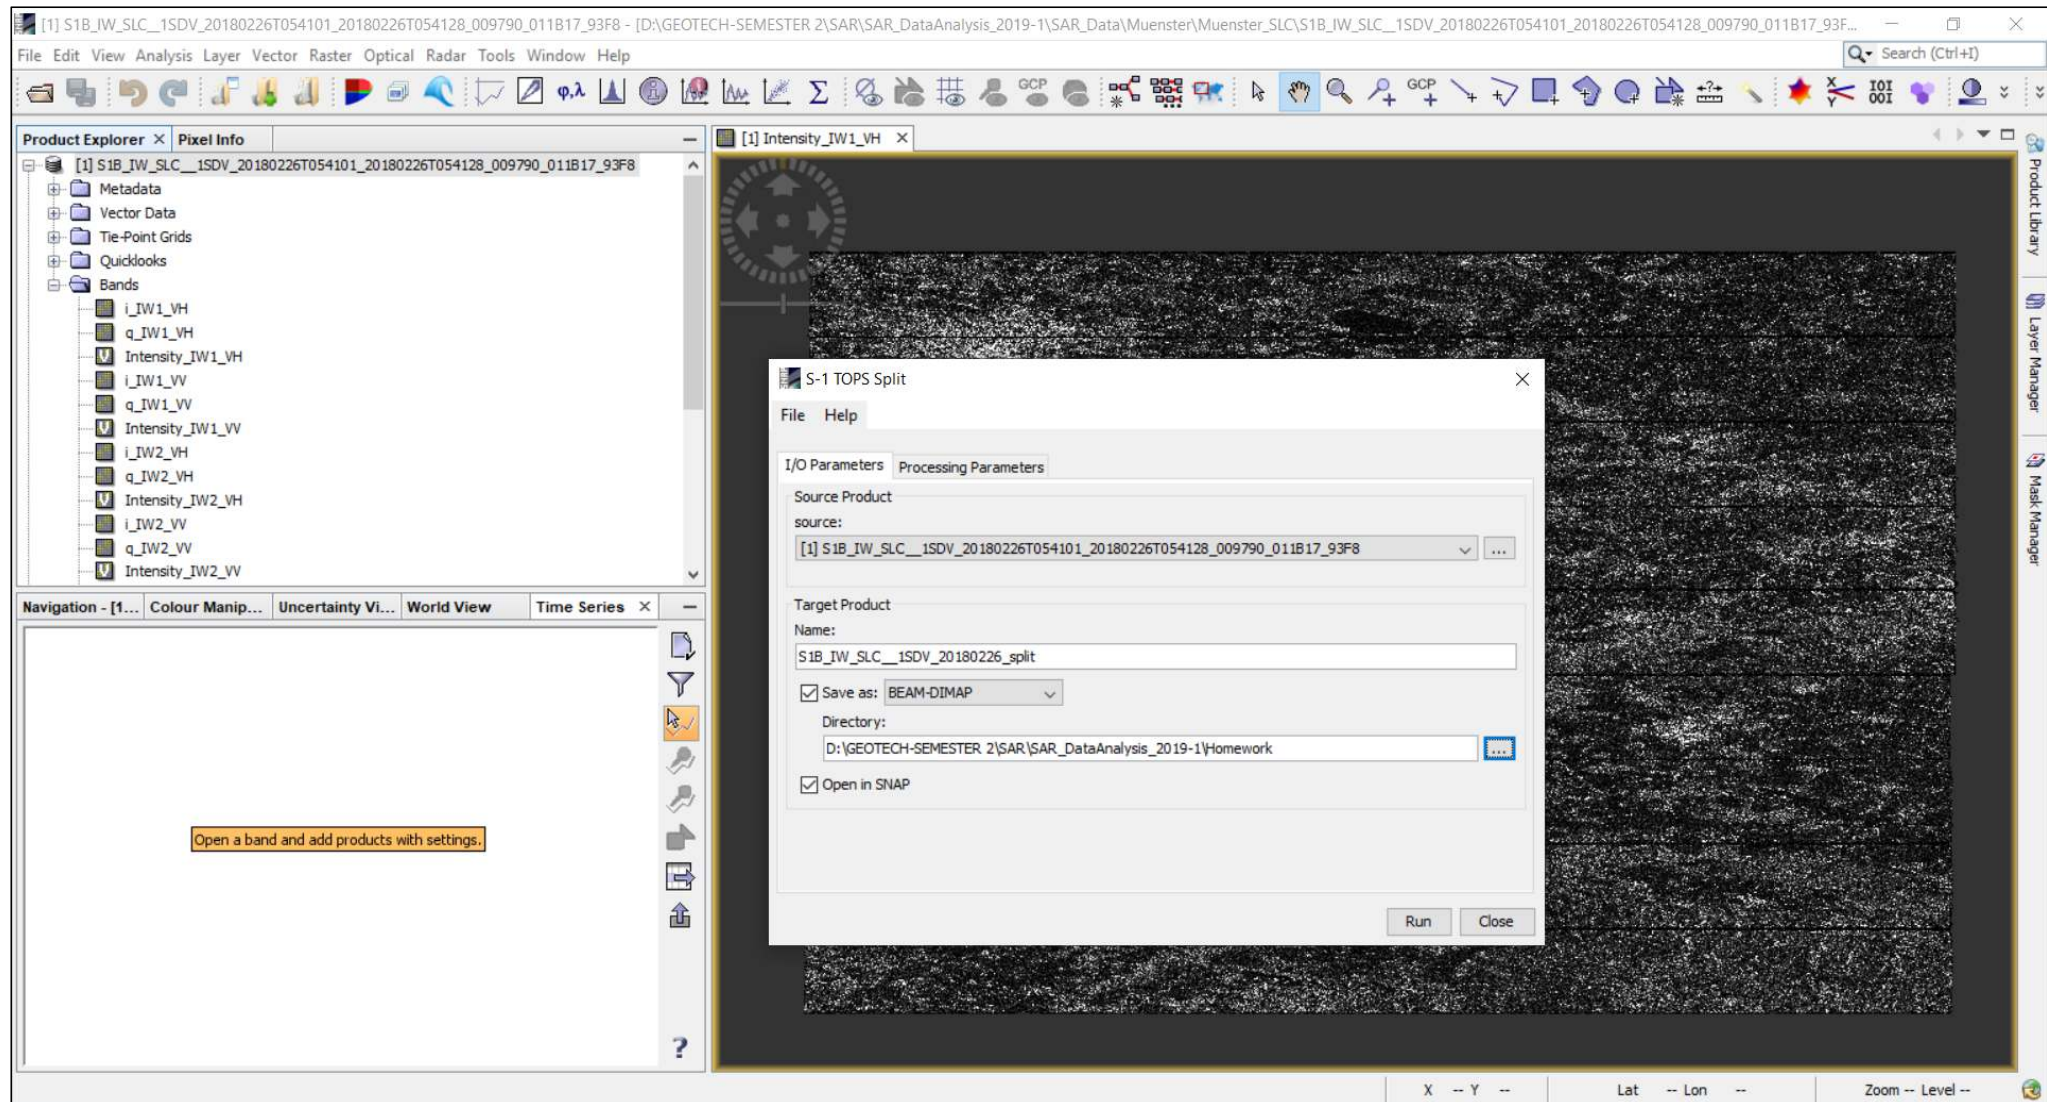 [1] S1B_IW_SLC__1SDV_20180226T054101_20180226T054128_009790_011B17_93F8 - [D:\GEOTECH-SEMESTER 2\SAR\SAR_DataAnalysis_2019-1\SAR_Data\Muenster\Muenster_SLC\S1B_IW_SLC__1SDV_20180226T054101_20180226T054128_009790_011B17_93F...
File Edit View Analysis Layer Vector Raster Optical Radar Tools Window Help
Search (Ctrl+I)
φ,λ
Σ
GCP
GCP
X
Y
IOI
OOI
Product Explorer Pixel Info
[1] Intensity_IW1_VH
[1] S1B_IW_SLC__1SDV_20180226T054101_20180226T054128_009790_011B17_93F8
Metadata
Vector Data
Tie-Point Grids
Quicklooks
Bands
i_IW1_VH
q_IW1_VH
Intensity_IW1_VH
i_IW1_VV
q_IW1_VV
Intensity_IW1_VV
i_IW2_VH
q_IW2_VH
Intensity_IW2_VH
i_IW2_VV
q_IW2_VV
Intensity_IW2_VV
Navigation - [1... Colour Manip... Uncertainty Vi... World View Time Series
Open a band and add products with settings.
?
S-1 TOPS Split
File Help
I/O Parameters Processing Parameters
Source Product
source:
[1] S1B_IW_SLC__1SDV_20180226T054101_20180226T054128_009790_011B17_93F8
...
Target Product
Name:
S1B_IW_SLC__1SDV_20180226_split
Save as: BEAM-DIMAP
Directory:
D:\GEOTECH-SEMESTER 2\SAR\SAR_DataAnalysis_2019-1\Homework
...
Open in SNAP
Run Close
Product Library
Layer Manager
Mask Manager
X -- Y --
Lat -- Lon --
Zoom -- Level --